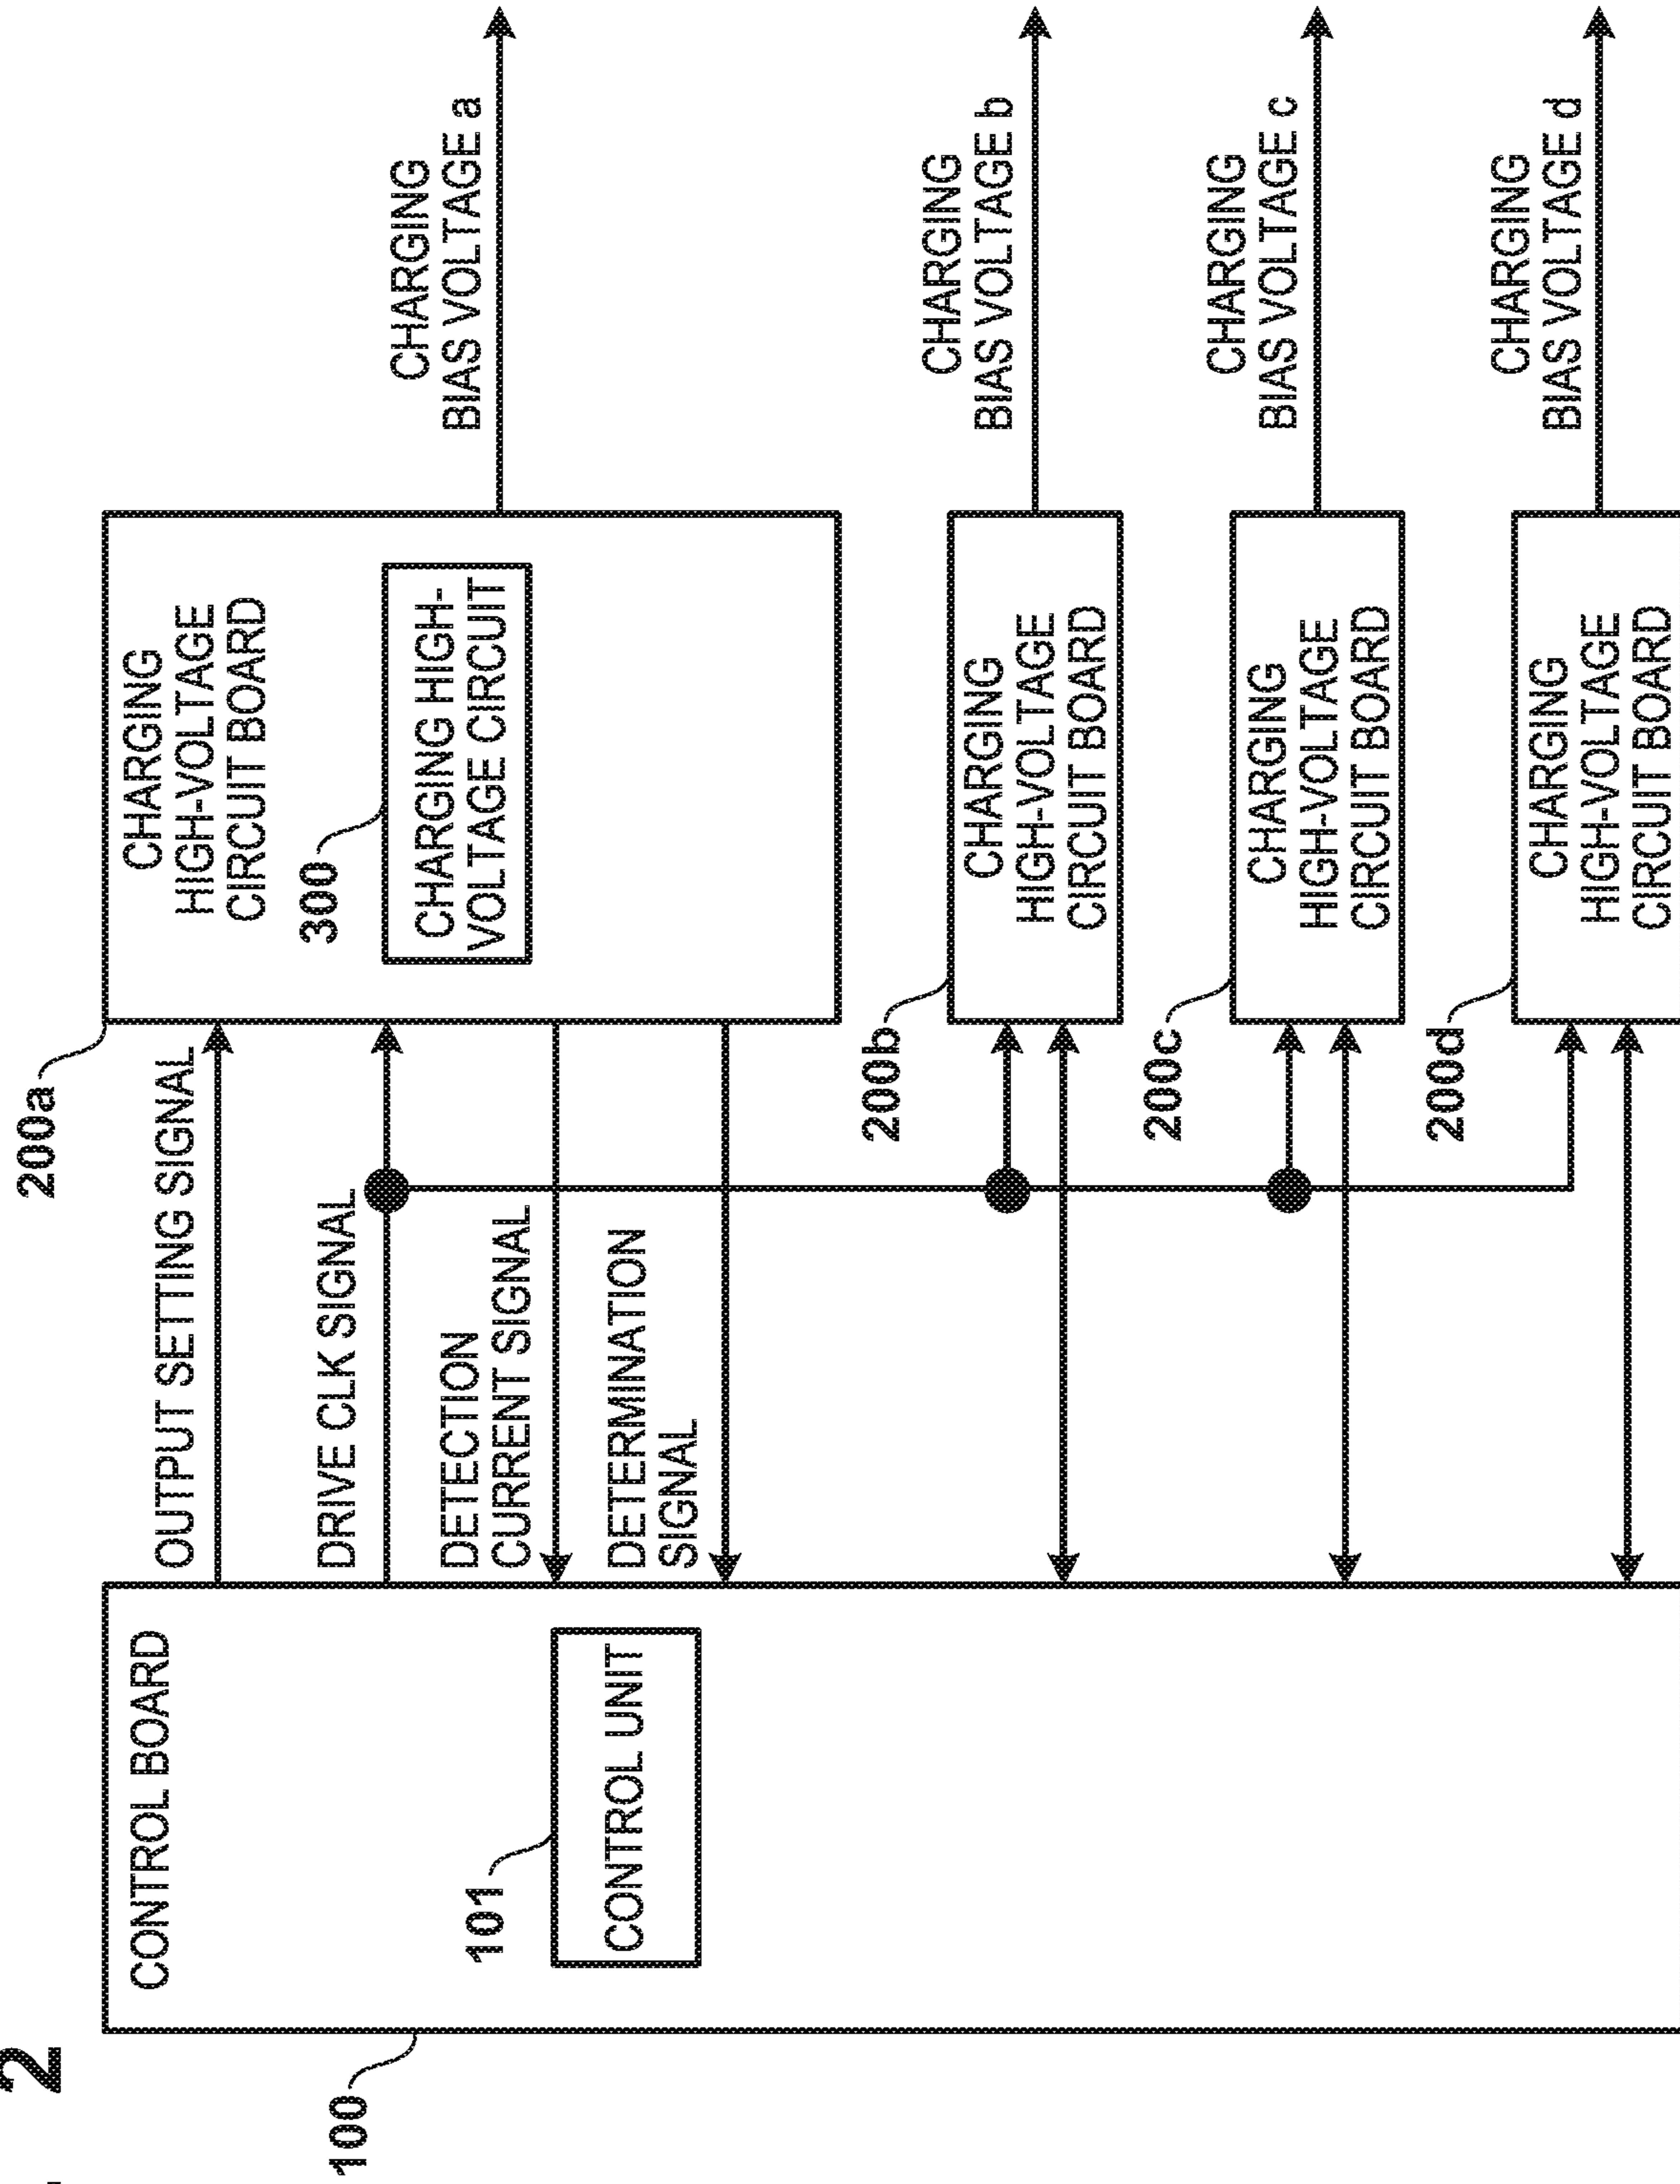 2
100
CONTROL BOARD
101
CONTROL UNIT
OUTPUT SETTING SIGNAL
DRIVE CLK SIGNAL
DETECTION
CURRENT SIGNAL
DETERMINATION
SIGNAL
200a
CHARGING
HIGH-VOLTAGE
CIRCUIT BOARD
300
CHARGING HIGH-
VOLTAGE CIRCUIT
CHARGING
BIAS VOLTAGE a
200b
CHARGING
HIGH-VOLTAGE
CIRCUIT BOARD
CHARGING
BIAS VOLTAGE b
200c
CHARGING
HIGH-VOLTAGE
CIRCUIT BOARD
CHARGING
BIAS VOLTAGE c
200d
CHARGING
HIGH-VOLTAGE
CIRCUIT BOARD
CHARGING
BIAS VOLTAGE d